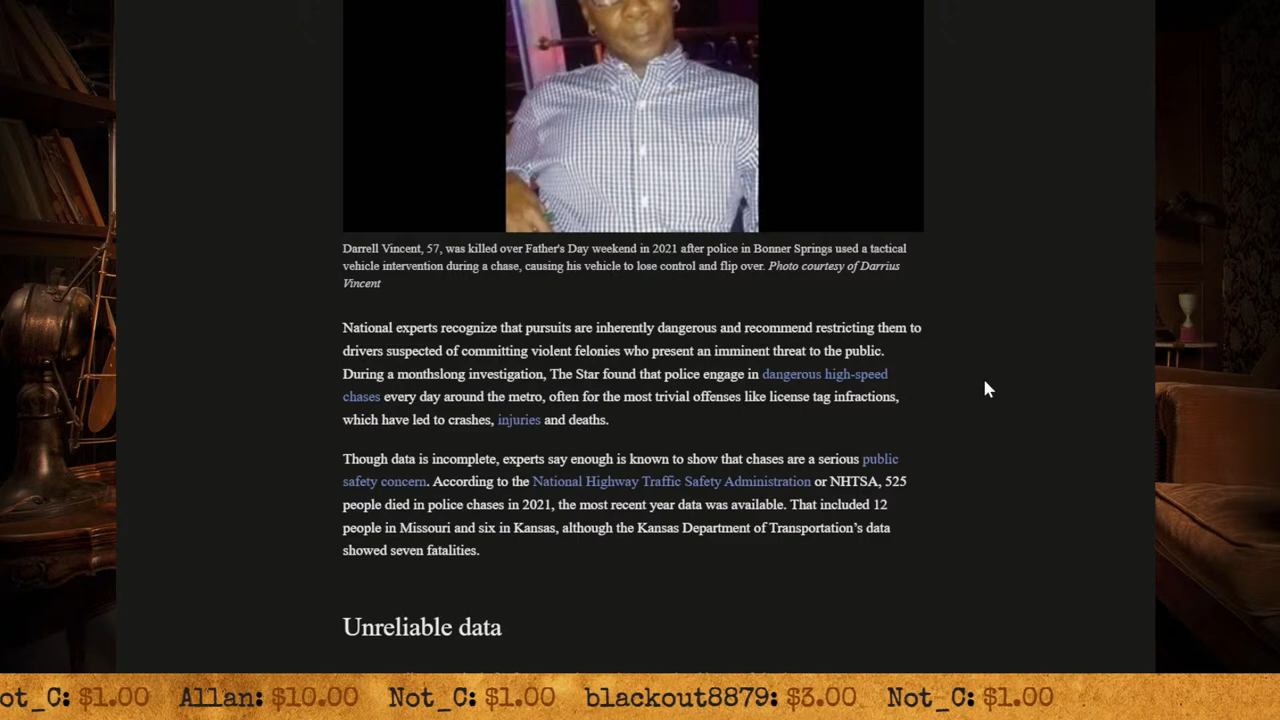 Darrell Vincent, 57, was killed over Father's Day weekend in 2021 after police in Bonner Springs used a tactical
vehicle intervention during a chase, causing his vehicle to lose control and flip over. Photo courtesy of Darrius
Vincent
National experts recognize that pursuits are inherently dangerous and recommend restricting them to
drivers suspected of committing violent felonies who present an imminent threat to the public.
During a monthslong investigation, The Star found that police engage in dangerous high-speed
chases every day around the metro, often for the most trivial offenses like license tag infractions,
which have led to crashes, injuries and deaths.
Though data is incomplete, experts say enough is known to show that chases are a serious public
safety concern. According to the National Highway Traffic Safety Administration or NHTSA, 525
people died in police chases in 2021, the most recent year data was available. That included 12
people in Missouri and six in Kansas, although the Kansas Department of Transportation’s data
showed seven fatalities.
Unreliable data
ot_C: $1.00 Allan: $10.00 Not_C: $1.00 blackout8879: $3.00 Not_C: $1.00